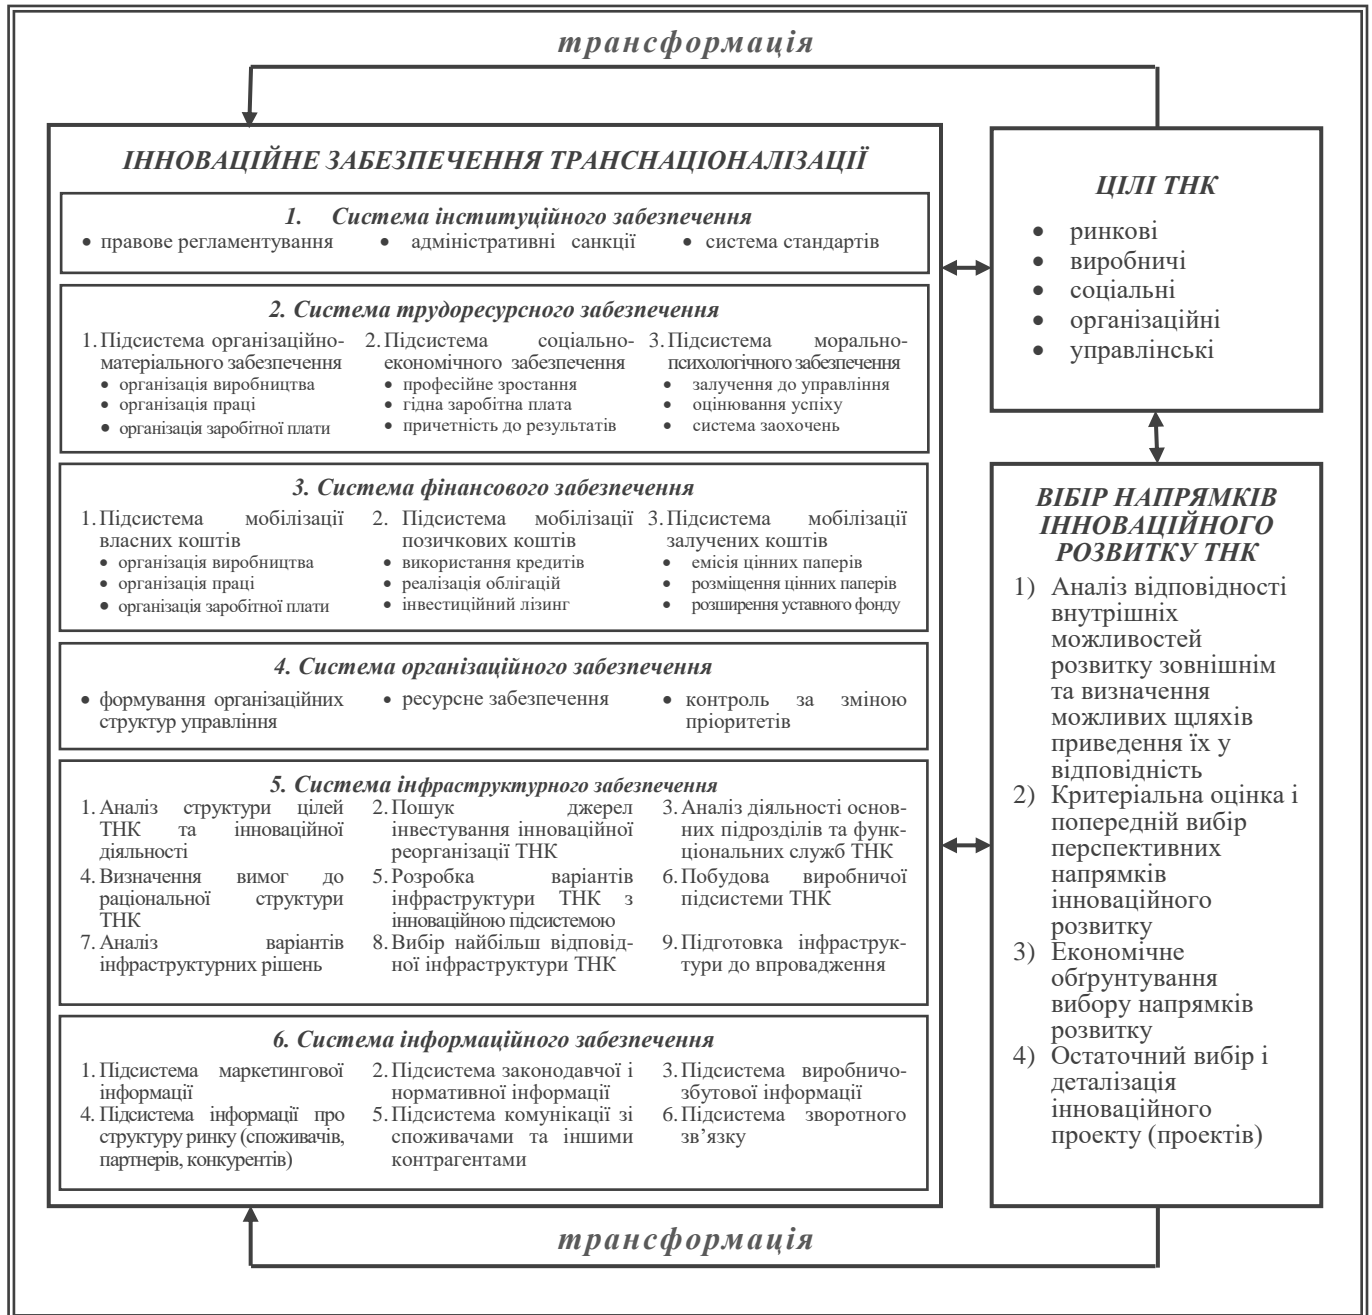 трансформація
ІННОВАЦІЙНЕ ЗАБЕЗПЕЧЕННЯ ТРАНСНАЦІОНАЛІЗАЦІЇ
1. Система інституційного забезпечення
• правове регламентування • адміністративні санкції • система стандартів
2. Система трудоресурсного забезпечення
1. Підсистема організаційно-
матеріального забезпечення
• організація виробництва
• організація праці
• організація заробітної плати
2. Підсистема соціально-
економічного забезпечення
• професійне зростання
• гідна заробітна плата
• причетність до результатів
3. Підсистема морально-
психологічного забезпечення
• залучення до управління
• оцінювання успіху
• система заохочень
3. Система фінансового забезпечення
1. Підсистема мобілізації
власних коштів
• організація виробництва
• організація праці
• організація заробітної плати
2. Підсистема мобілізації
позичкових коштів
• використання кредитів
• реалізація облігацій
• інвестиційний лізинг
3. Підсистема мобілізації
залучених коштів
• емісія цінних паперів
• розміщення цінних паперів
• розширення уставного фонду
4. Система організаційного забезпечення
• формування організаційних
структур управління
• ресурсне забезпечення
• контроль за зміною
пріоритетів
5. Система інфраструктурного забезпечення
1. Аналіз структури цілей
ТНК та інноваційної
діяльності
2. Пошук джерел
інвестування інноваційної
реорганізації ТНК
3. Аналіз діяльності основ-
них підрозділів та функ-
ціональних служб ТНК
4. Визначення вимог до
раціональної структури
ТНК
5. Розробка варіантів
інфраструктури ТНК з
інноваційною підсистемою
6. Побудова виробничої
підсистеми ТНК
7. Аналіз варіантів
інфраструктурних рішень
8. Вибір найбільш відповід-
ної інфраструктури ТНК
9. Підготовка інфраструк-
тури до впровадження
6. Система інформаційного забезпечення
1. Підсистема маркетингової
інформації
2. Підсистема законодавчої і
нормативної інформації
3. Підсистема виробничо-
збутової інформації
4. Підсистема інформації про
структуру ринку (споживачів,
партнерів, конкурентів)
5. Підсистема комунікації зі
споживачами та іншими
контрагентами
6. Підсистема зворотного
зв’язку
ЦІЛІ ТНК
• ринкові
• виробничі
• соціальні
• організаційні
• управлінські
ВІБІР НАПРЯМКІВ
ІННОВАЦІЙНОГО
РОЗВИТКУ ТНК
1) Аналіз відповідності
внутрішніх
можливостей
розвитку зовнішнім
та визначення
можливих щляхів
приведення їх у
відповідність
2) Критеріальна оцінка і
попередній вибір
перспективних
напрямків
інноваційного
розвитку
3) Економічне
обґрунтування
вибору напрямків
розвитку
4) Остаточний вибір і
деталізація
інноваційного
проекту (проектів)
трансформація